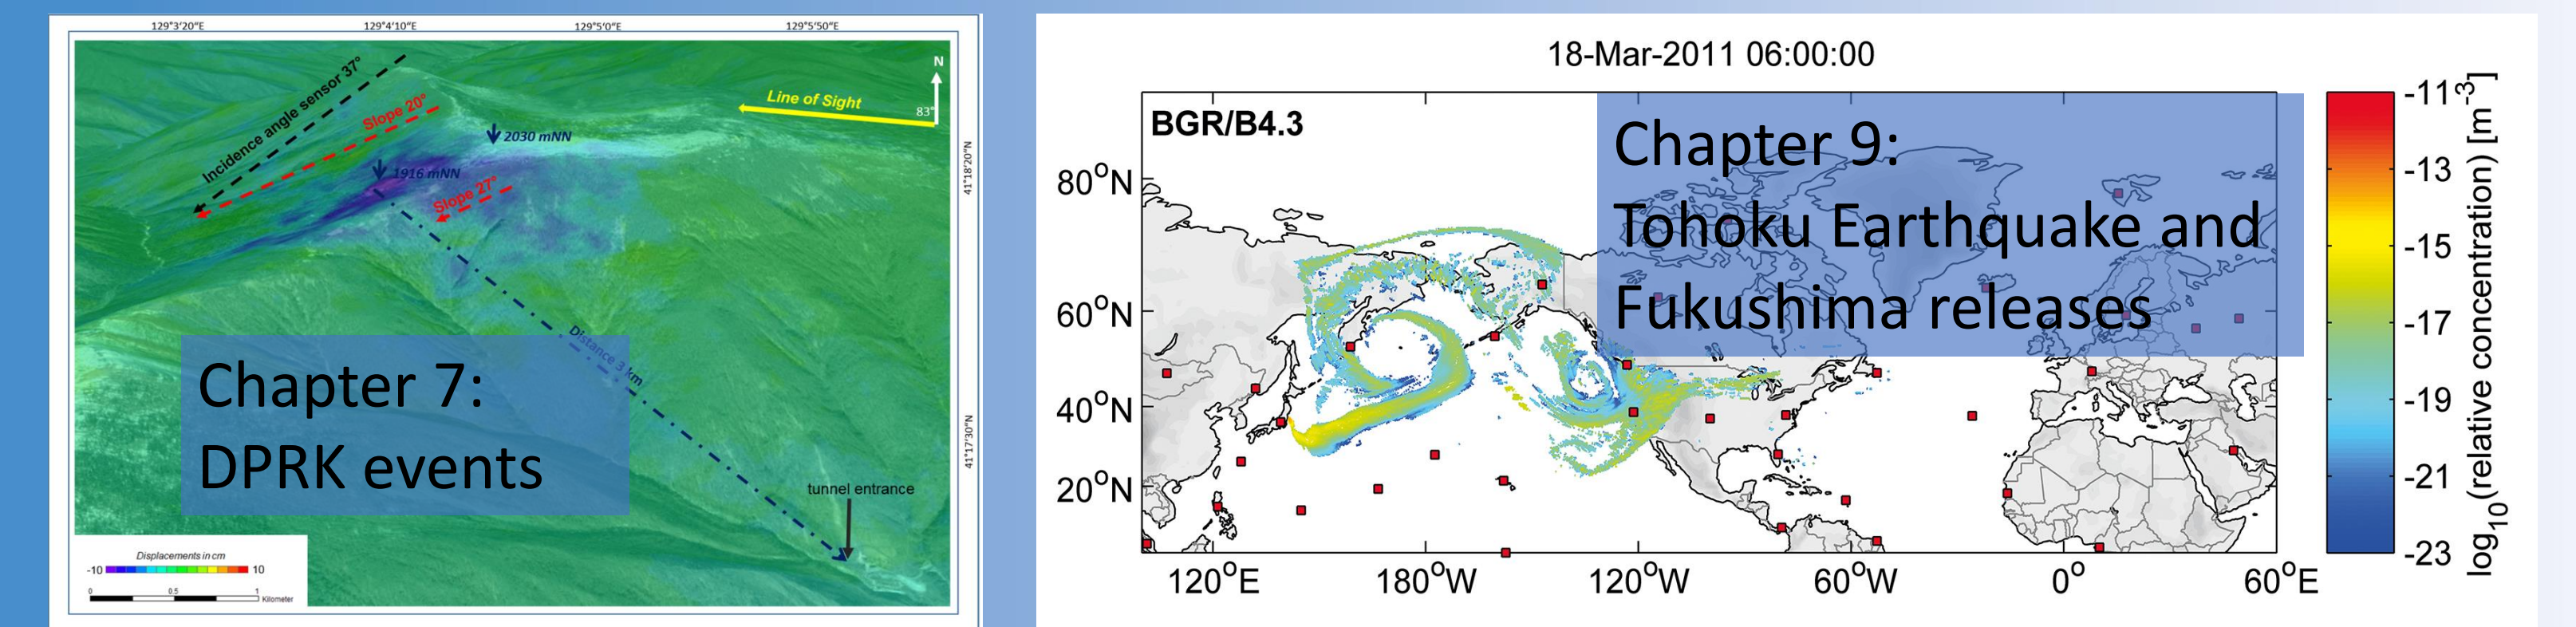 129°3'20"E 129°4'10"E 129°5'0"E 129°5'50"E
Incidence angle sensor 37°
Slope 20°
Line of Sight
N
83°
2030 mNN
1916 mNN
Slope 27°
41°18'20"N
Distance 3 km
Chapter 7:
DPRK events
41°17'30"N
tunnel entrance
Displacements in cm
-10 10
0 0.5 1
Kilometer
18-Mar-2011 06:00:00
BGR/B4.3
Chapter 9:
Tohoku Earthquake and
Fukushima releases
80°N
60°N
40°N
20°N
120°E 180°W 120°W 60°W 0° 60°E
-11
-13
-15
-17
-19
-21
-23
log10(relative concentration) [m-3]